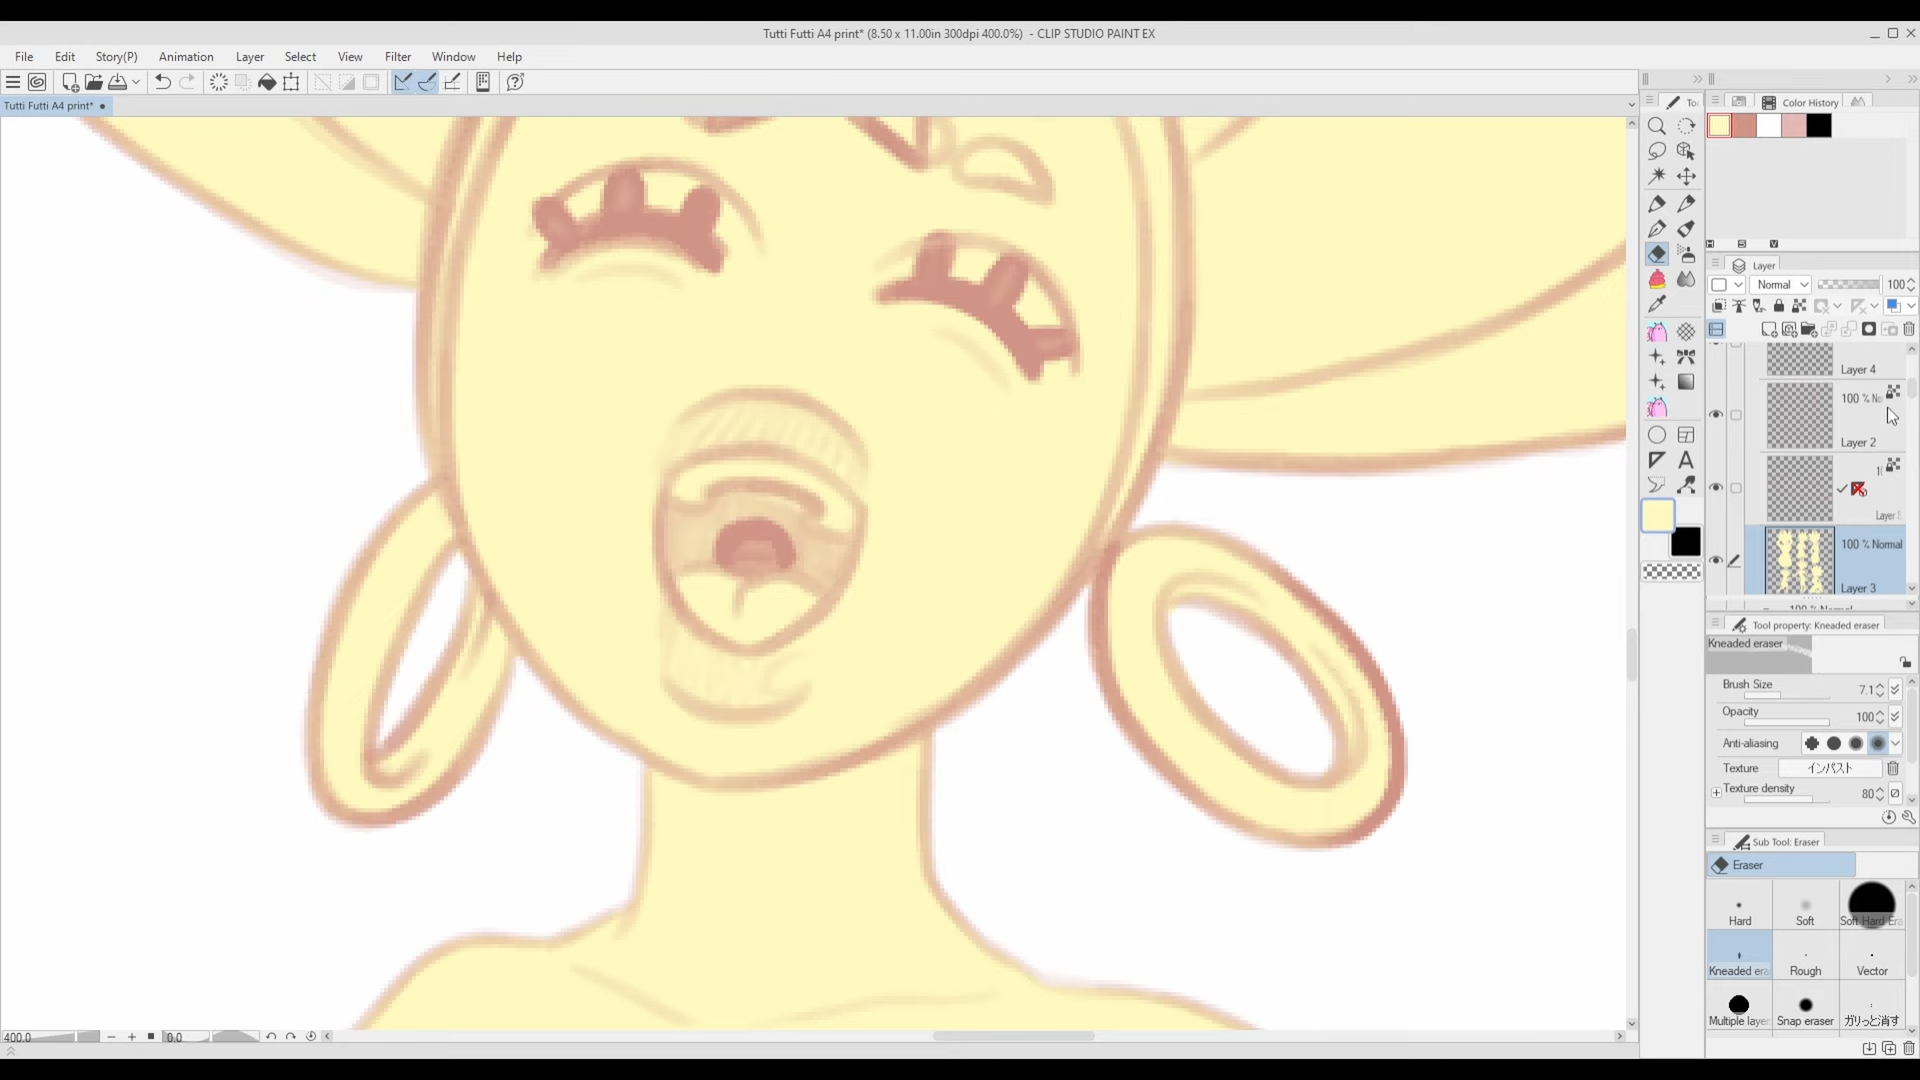 Tutti Futti A4 print* (8.50 x 11.00in 300dpi 400.0%) - CLIP STUDIO PAINT EX
File Edit Story(P) Animation Layer Select View Filter Window Help
Tutti Futti A4 print*
Color History
Layer
Normal 100
Layer 4
100 %
Layer 2
Layer
100 % Normal
Layer 3
100 % Normal
Tool property: Kneaded eraser
Kneaded eraser
Brush Size 7.1
Opacity 100
Anti-aliasing
Texture インパスト
Texture density 80
Sub Tool: Eraser
Eraser
Hard Soft Soft Hard Era
Kneaded era Rough Vector
Multiple layer Snap eraser ガリっと消す
400.0 0.0